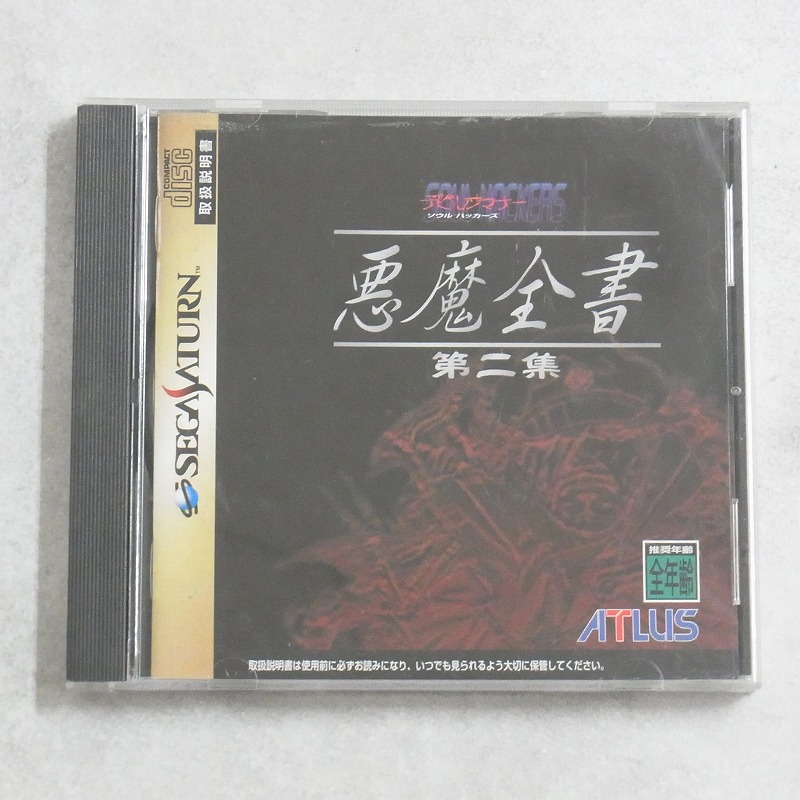 COMPACT
disc
取扱説明書
SEGA SATURN™
SOUL HACKERS
デビルサマナー
ソウル ハッカーズ
悪魔全書
第二集
推奨年齢
全年齢
ATLUS
取扱説明書は使用前に必ずお読みになり、いつでも見られるよう大切に保管してください。